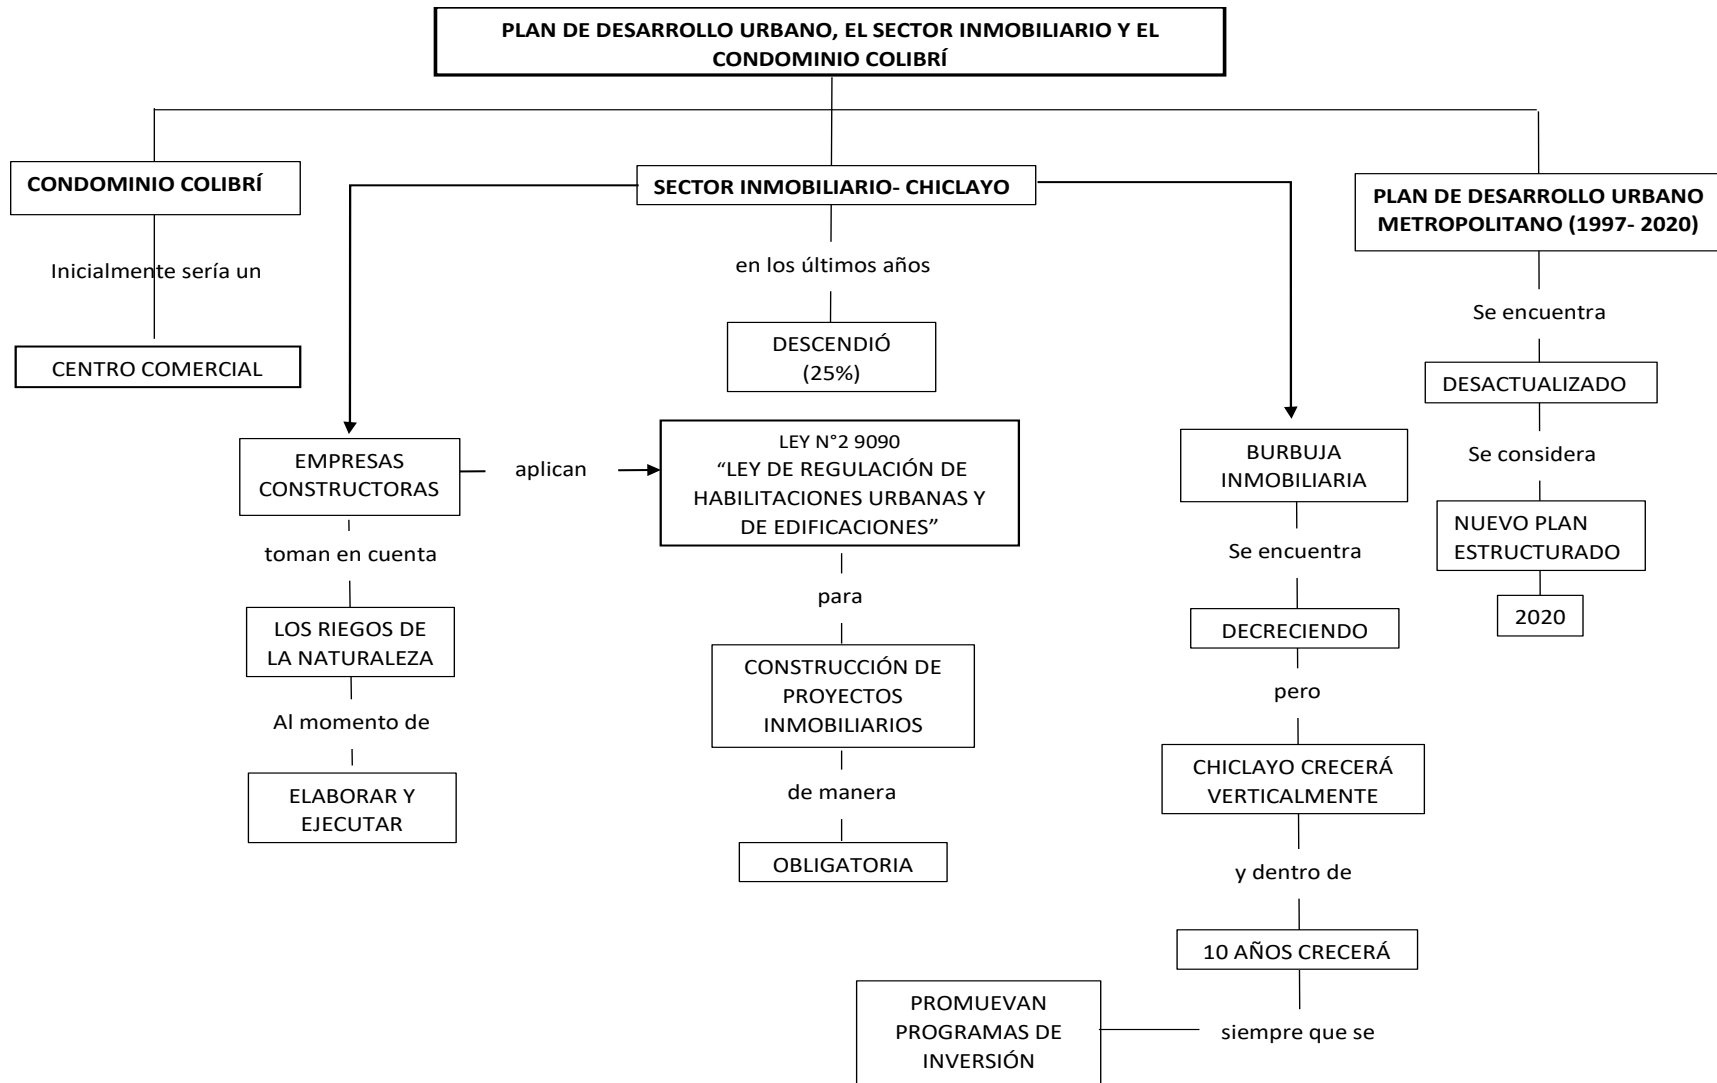 PLAN DE DESARROLLO URBANO, EL SECTOR INMOBILIARIO Y EL
CONDOMINIO COLIBRÍ
CONDOMINIO COLIBRÍ
Inicialmente sería un
CENTRO COMERCIAL
SECTOR INMOBILIARIO- CHICLAYO
en los últimos años
DESCENDIÓ
(25%)
EMPRESAS
CONSTRUCTORAS
aplican
LEY N°2 9090
“LEY DE REGULACIÓN DE
HABILITACIONES URBANAS Y
DE EDIFICACIONES”
toman en cuenta
LOS RIEGOS DE
LA NATURALEZA
Al momento de
ELABORAR Y
EJECUTAR
para
CONSTRUCCIÓN DE
PROYECTOS
INMOBILIARIOS
de manera
OBLIGATORIA
BURBUJA
INMOBILIARIA
Se encuentra
DECRECIENDO
pero
CHICLAYO CRECERÁ
VERTICALMENTE
y dentro de
10 AÑOS CRECERÁ
siempre que se
PROMUEVAN
PROGRAMAS DE
INVERSIÓN
PLAN DE DESARROLLO URBANO
METROPOLITANO (1997- 2020)
Se encuentra
DESACTUALIZADO
Se considera
NUEVO PLAN
ESTRUCTURADO
2020